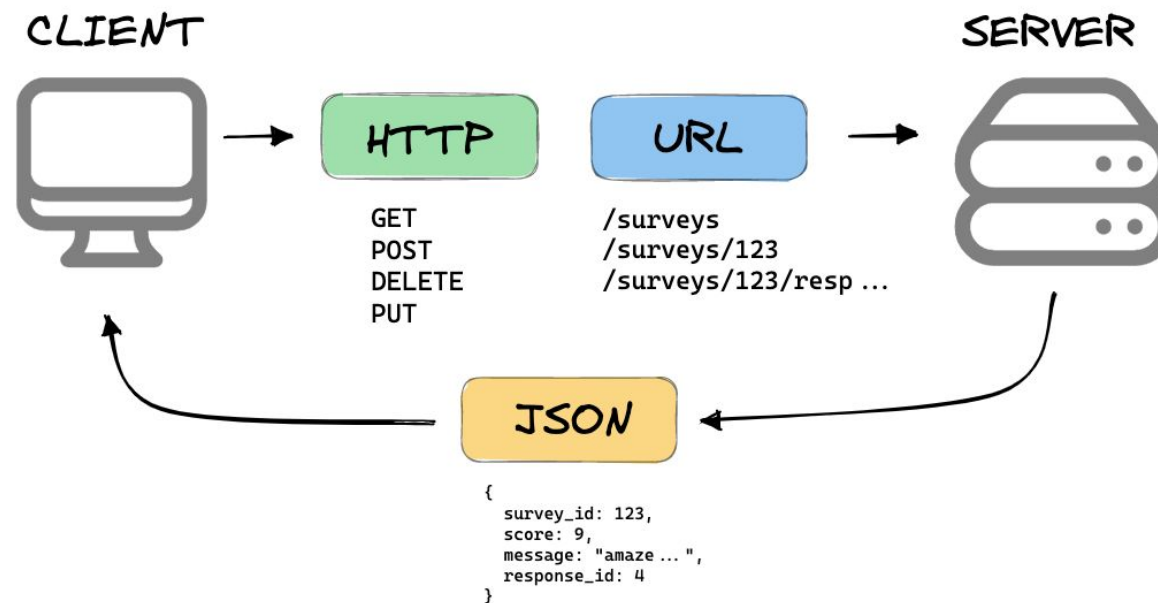 CLIENT
SERVER
HTTP
URL
GET
POST
DELETE
PUT
/surveys
/surveys/123
/surveys/123/resp ...
JSON
{
  survey_id: 123,
  score: 9,
  message: "amaze ... ",
  response_id: 4
}